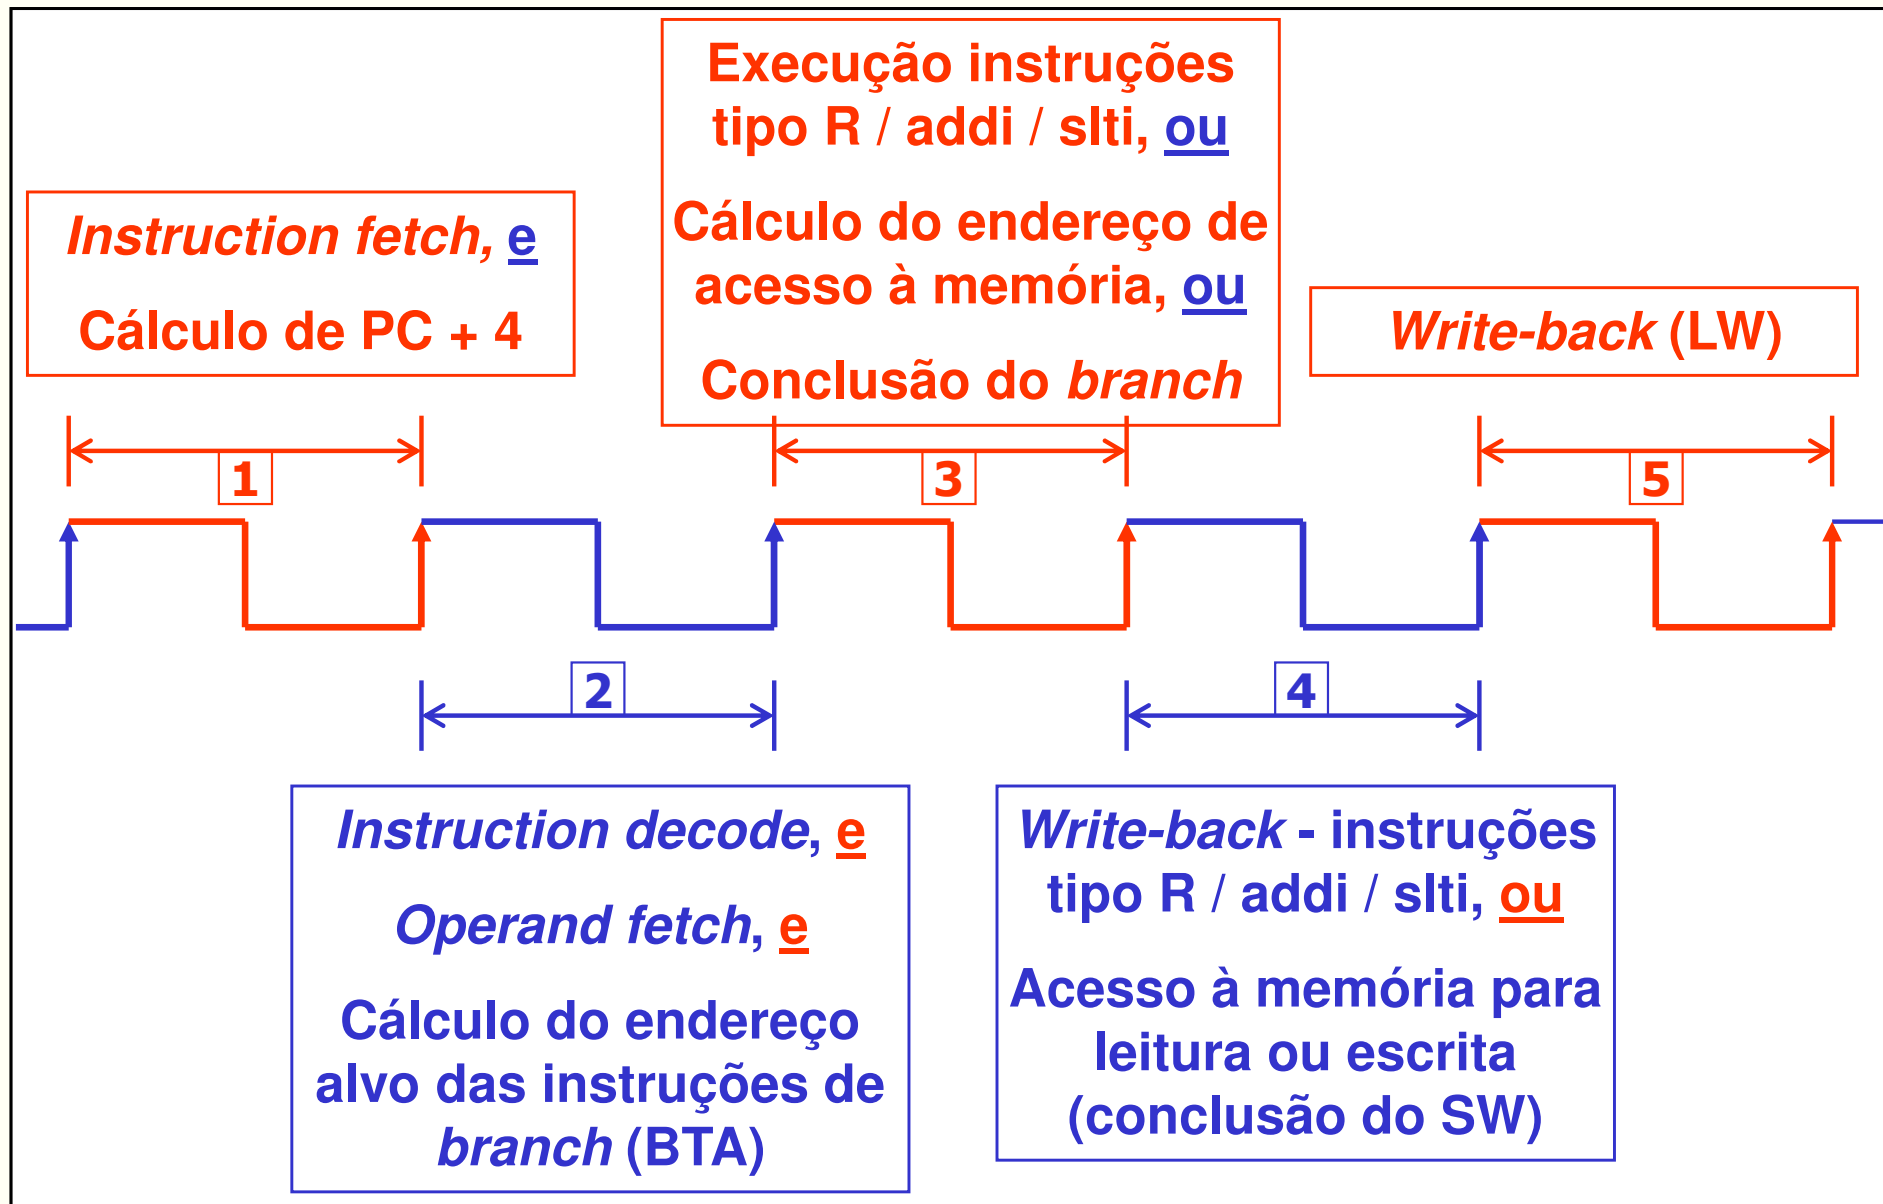 Execução instruções
tipo R / addi / slti, ou
Cálculo do endereço de
acesso à memória, ou
Conclusão do branch
Instruction fetch, e
Cálculo de PC + 4
Write-back (LW)
1
3
5
2
4
Instruction decode, e
Operand fetch, e
Cálculo do endereço
alvo das instruções de
branch (BTA)
Write-back - instruções
tipo R / addi / slti, ou
Acesso à memória para
leitura ou escrita
(conclusão do SW)